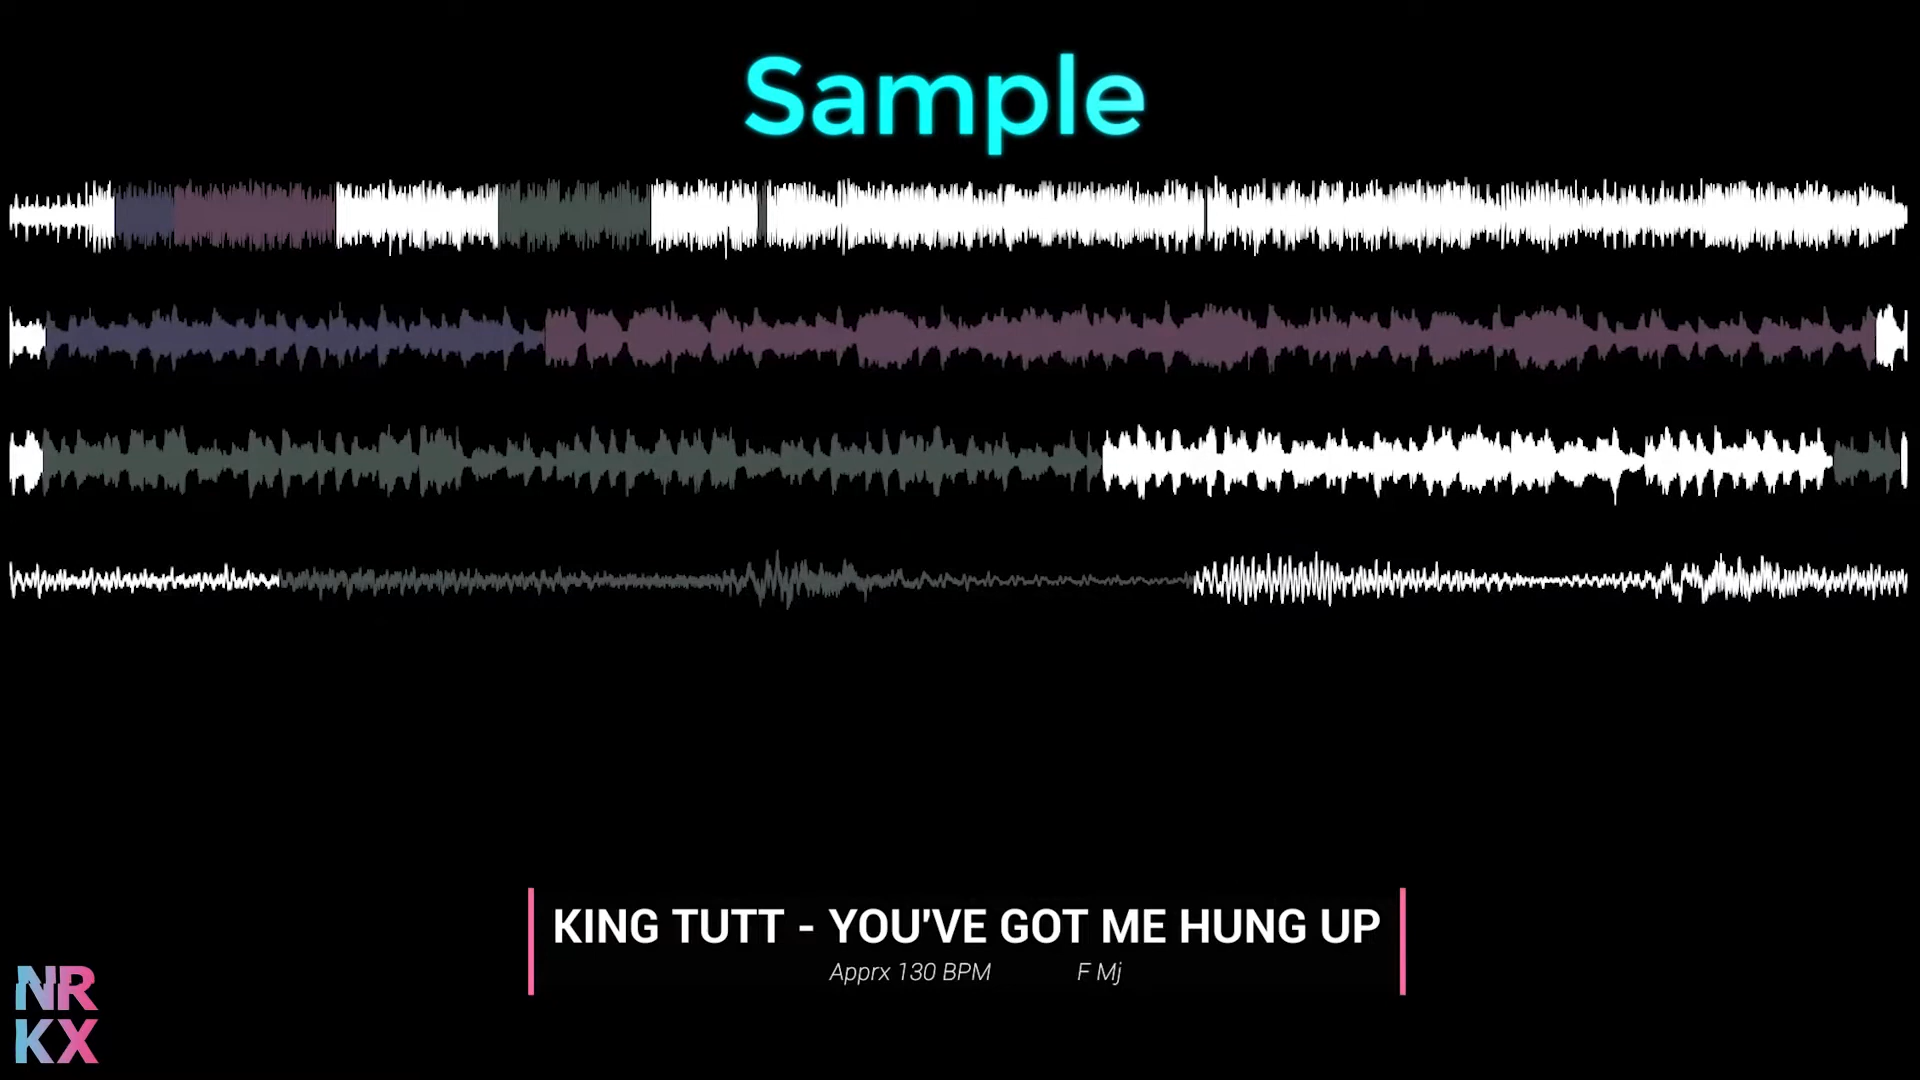 Sample
KING TUTT - YOU'VE GOT ME HUNG UP
Apprx 130 BPM F Mj
NR
KX